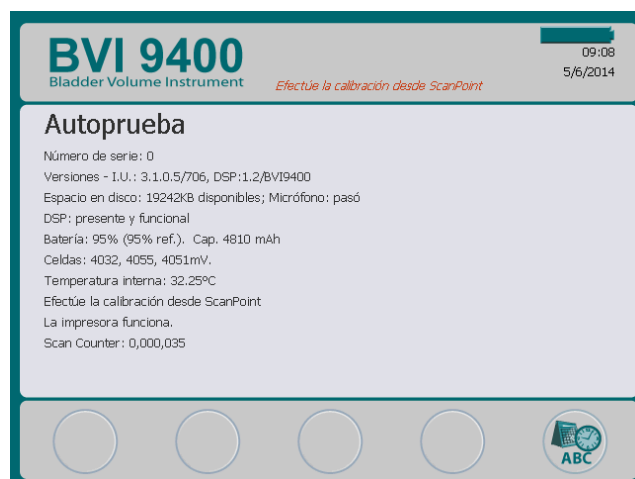 BVI 9400
Bladder Volume Instrument
Efectúe la calibración desde ScanPoint
09:08
5/6/2014
Autoprueba
Número de serie: 0
Versiones - I.U.: 3.1.0.5/706, DSP:1.2/BVI9400
Espacio en disco: 19242KB disponibles; Micrófono: pasó
DSP: presente y funcional
Batería: 95% (95% ref.). Cap. 4810 mAh
Celdas: 4032, 4055, 4051mV.
Temperatura interna: 32.25ºC
Efectúe la calibración desde ScanPoint
La impresora funciona.
Scan Counter: 0,000,035
ABC